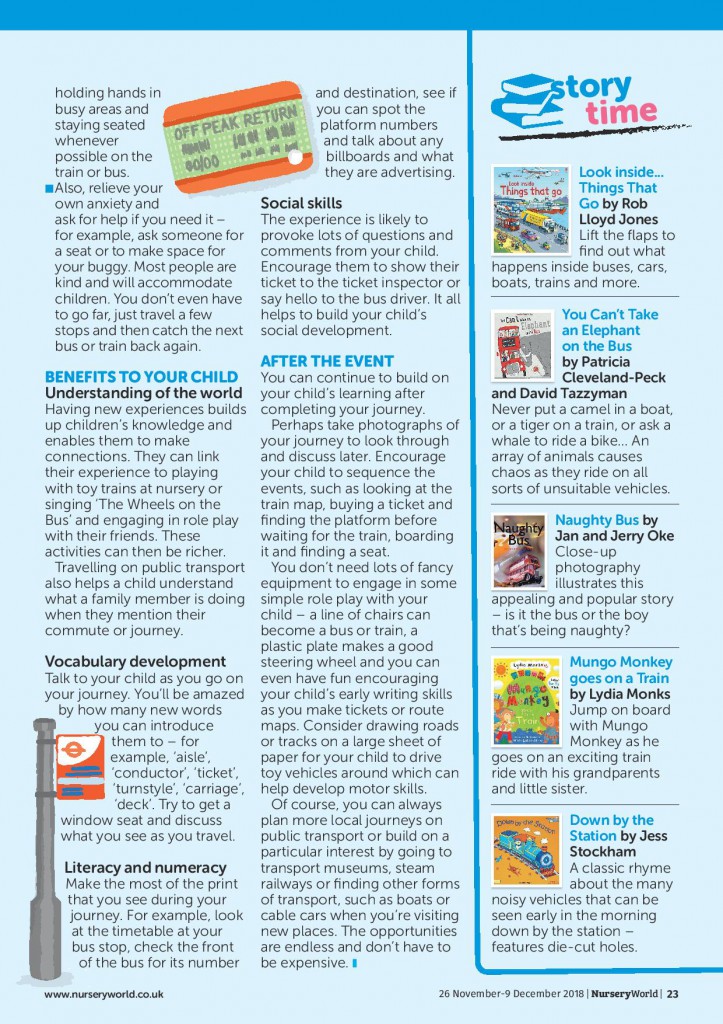 holding hands in
busy areas and
staying seated
whenever
possible on the
train or bus.
■Also, relieve your
own anxiety and
ask for help if you need it –
for example, ask someone for
a seat or to make space for
your buggy. Most people are
kind and will accommodate
children. You don't even have
to go far, just travel a few
stops and then catch the next
bus or train back again.
BENEFITS TO YOUR CHILD
Understanding of the world
Having new experiences builds
up children's knowledge and
enables them to make
connections. They can link
their experience to playing
with toy trains at nursery or
singing 'The Wheels on the
Bus' and engaging in role play
with their friends. These
activities can then be richer.
Travelling on public transport
also helps a child understand
what a family member is doing
when they mention their
commute or journey.
Vocabulary development
Talk to your child as you go on
your journey. You'll be amazed
by how many new words
you can introduce
them to – for
example, 'aisle',
'conductor', 'ticket',
'turnstyle', 'carriage',
'deck'. Try to get a
window seat and discuss
what you see as you travel.
Literacy and numeracy
Make the most of the print
that you see during your
journey. For example, look
at the timetable at your
bus stop, check the front
of the bus for its number
OFF PEAK RETURN
and destination, see if
you can spot the
platform numbers
and talk about any
billboards and what
they are advertising.
Social skills
The experience is likely to
provoke lots of questions and
comments from your child.
Encourage them to show their
ticket to the ticket inspector or
say hello to the bus driver. It all
helps to build your child's
social development.
AFTER THE EVENT
You can continue to build on
your child's learning after
completing your journey.
Perhaps take photographs of
your journey to look through
and discuss later. Encourage
your child to sequence the
events, such as looking at the
train map, buying a ticket and
finding the platform before
waiting for the train, boarding
it and finding a seat.
You don't need lots of fancy
equipment to engage in some
simple role play with your
child – a line of chairs can
become a bus or train, a
plastic plate makes a good
steering wheel and you can
even have fun encouraging
your child's early writing skills
as you make tickets or route
maps. Consider drawing roads
or tracks on a large sheet of
paper for your child to drive
toy vehicles around which can
help develop motor skills.
Of course, you can always
plan more local journeys on
public transport or build on a
particular interest by going to
transport museums, steam
railways or finding other forms
of transport, such as boats or
cable cars when you're visiting
new places. The opportunities
are endless and don't have to
be expensive.
story
time
Look inside
Things that go
Look inside...
Things That
Go by Rob
Lloyd Jones
Lift the flaps to
find out what
happens inside buses, cars,
boats, trains and more.
You Can't Take
an Elephant
on the Bus
by Patricia
Cleveland-Peck
and David Tazzyman
Never put a camel in a boat,
or a tiger on a train, or ask a
whale to ride a bike... An
array of animals causes
chaos as they ride on all
sorts of unsuitable vehicles.
Naughty
Bus
Naughty Bus by
Jan and Jerry Oke
Close-up
photography
illustrates this
appealing and popular story
– is it the bus or the boy
that's being naughty?
Lydia Monks
Mungo
Monkey
Train
Mungo Monkey
goes on a Train
by Lydia Monks
Jump on board
with Mungo
Monkey as he
goes on an exciting train
ride with his grandparents
and little sister.
Down by the Station
Down by the
Station by Jess
Stockham
A classic rhyme
about the many
noisy vehicles that can be
seen early in the morning
down by the station –
features die-cut holes.
www.nurseryworld.co.uk
26 November-9 December 2018 | NurseryWorld | 23